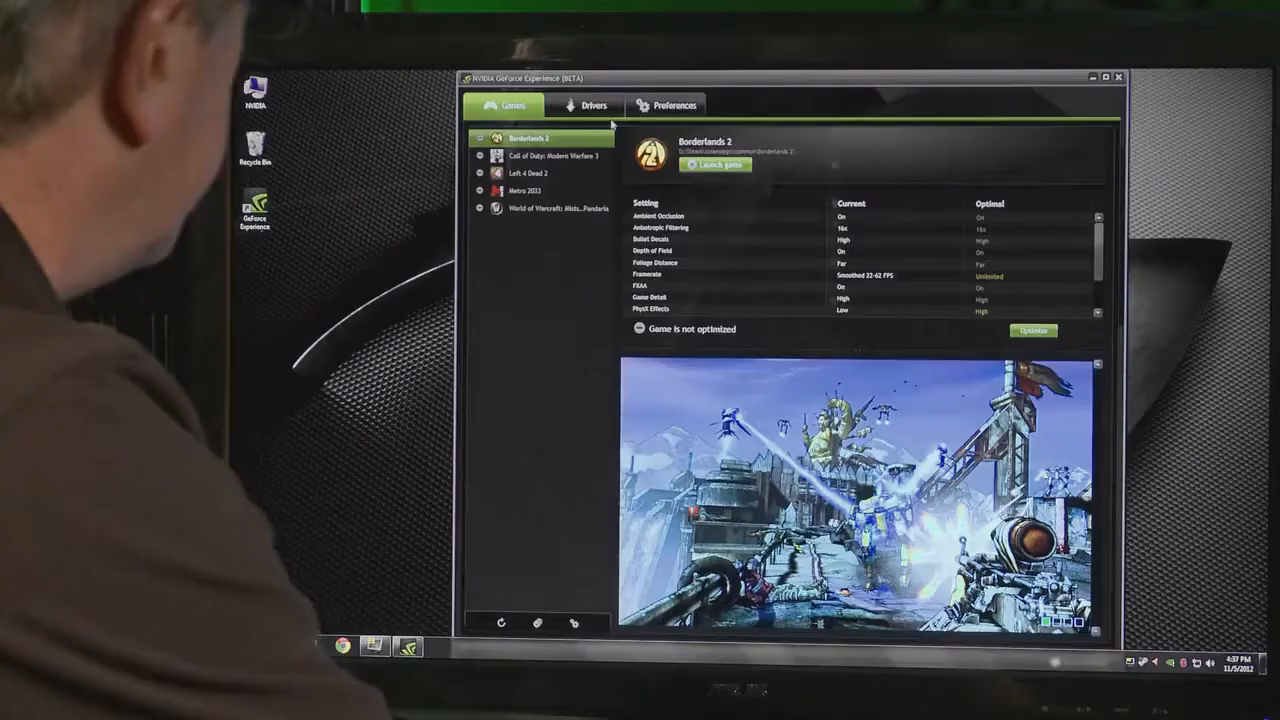 NVIDIA GeForce Experience (BETA)
NVIDIA
Games
Drivers
Preferences
Recycle Bin
Borderlands 2
Borderlands 2
Call of Duty: Modern Warfare 3
Launch game
Left 4 Dead 2
Metro 2033
World of Warcraft: Mists...Pandaria
GeForce
Experience
Setting Current Optimal
Ambient Occlusion On On
Anisotropic Filtering 16x 16x
Bullet Decals High High
Depth of Field On On
Foliage Distance Far Far
Framerate Smoothed 22-62 FPS Unlimited
FXAA On On
Game Detail High High
PhysX Effects Low High
Game is not optimized
Optimize
4:37 PM
11/5/2012
ASUS